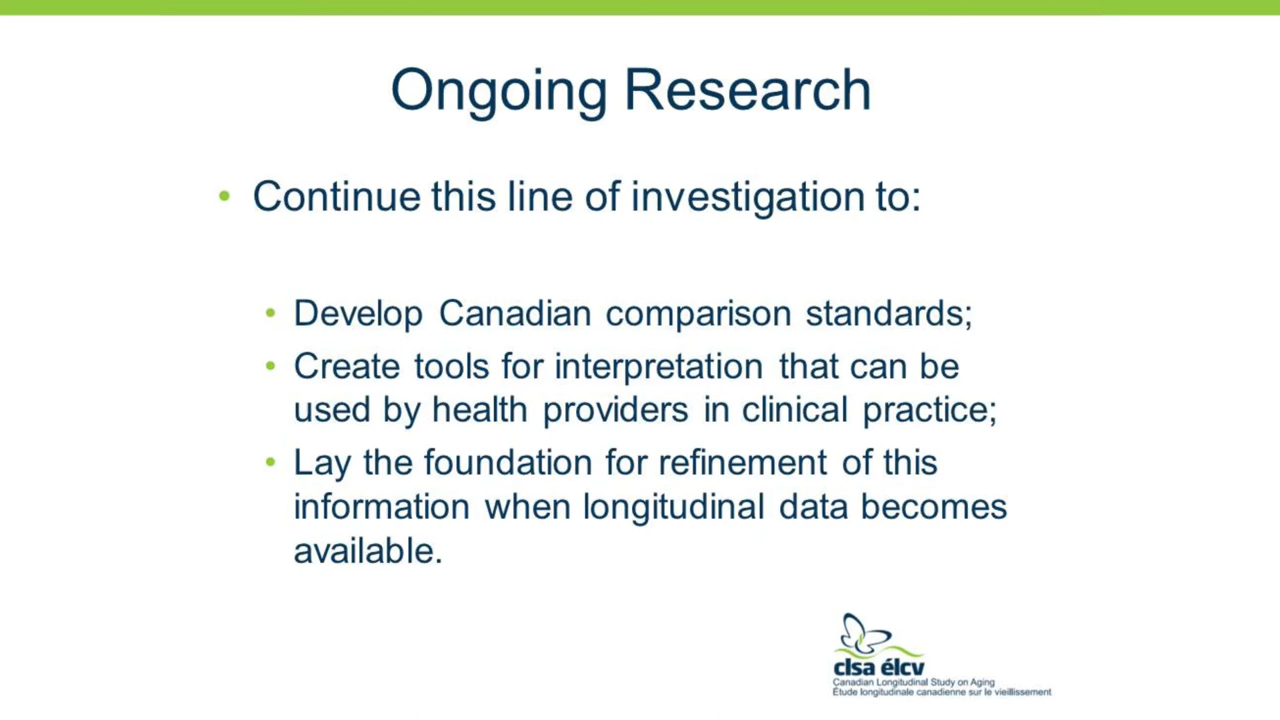 Ongoing Research
• Continue this line of investigation to:
• Develop Canadian comparison standards;
• Create tools for interpretation that can be
used by health providers in clinical practice;
• Lay the foundation for refinement of this
information when longitudinal data becomes
available.
clsa élcv
Canadian Longitudinal Study on Aging
Étude longitudinale canadienne sur le vieillissement